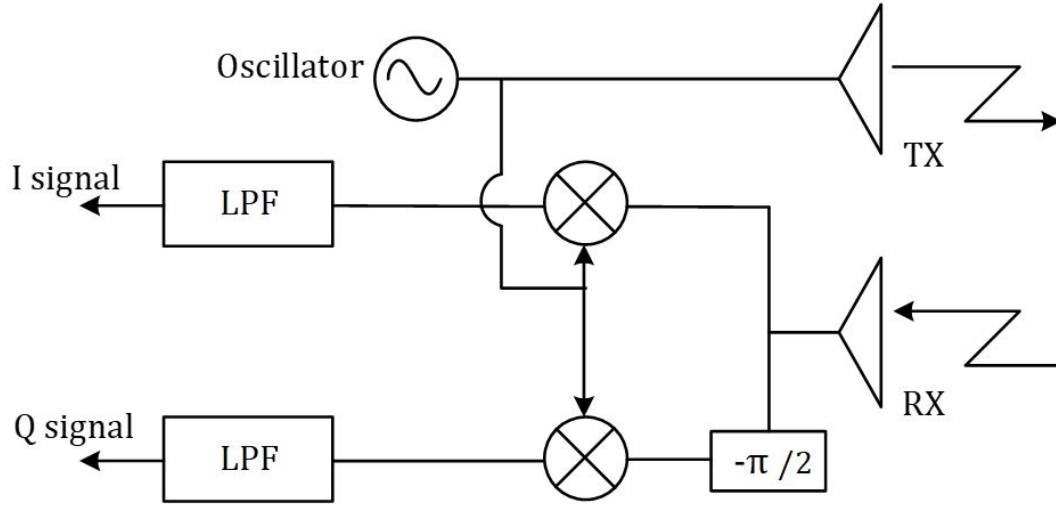 Oscillator
TX
I signal
LPF
RX
Q signal
LPF
-π /2